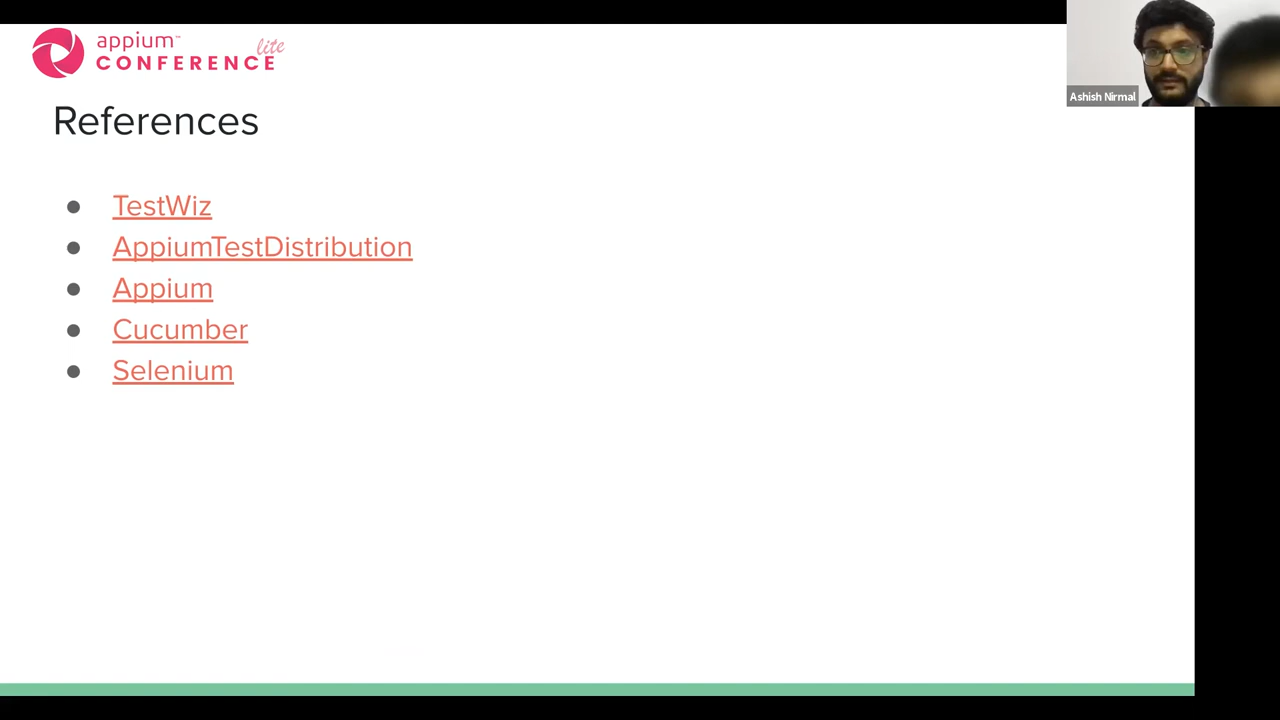 appium™
CONFERENCE lite
Ashish Nirmal
References
● TestWiz
● AppiumTestDistribution
● Appium
● Cucumber
● Selenium